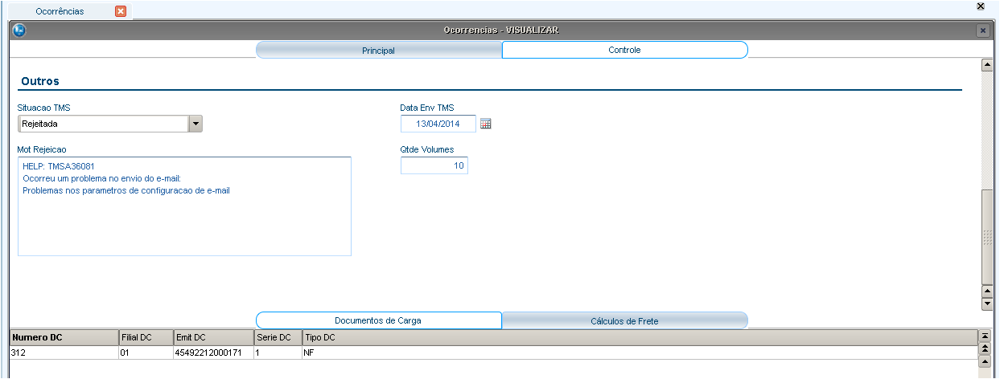 Ocorrências
Ocorrencias - VISUALIZAR
Principal
Controle
Outros
Situacao TMS
Data Env TMS
Rejeitada
13/04/2014
Mot Rejeicao
Qtde Volumes
HELP: TMSA36081
10
Ocorreu um problema no envio do e-mail:
Problemas nos parametros de configuracao de e-mail
Documentos de Carga
Cálculos de Frete
Numero DC Filial DC Emit DC Serie DC Tipo DC
312 01 45492212000171 1 NF